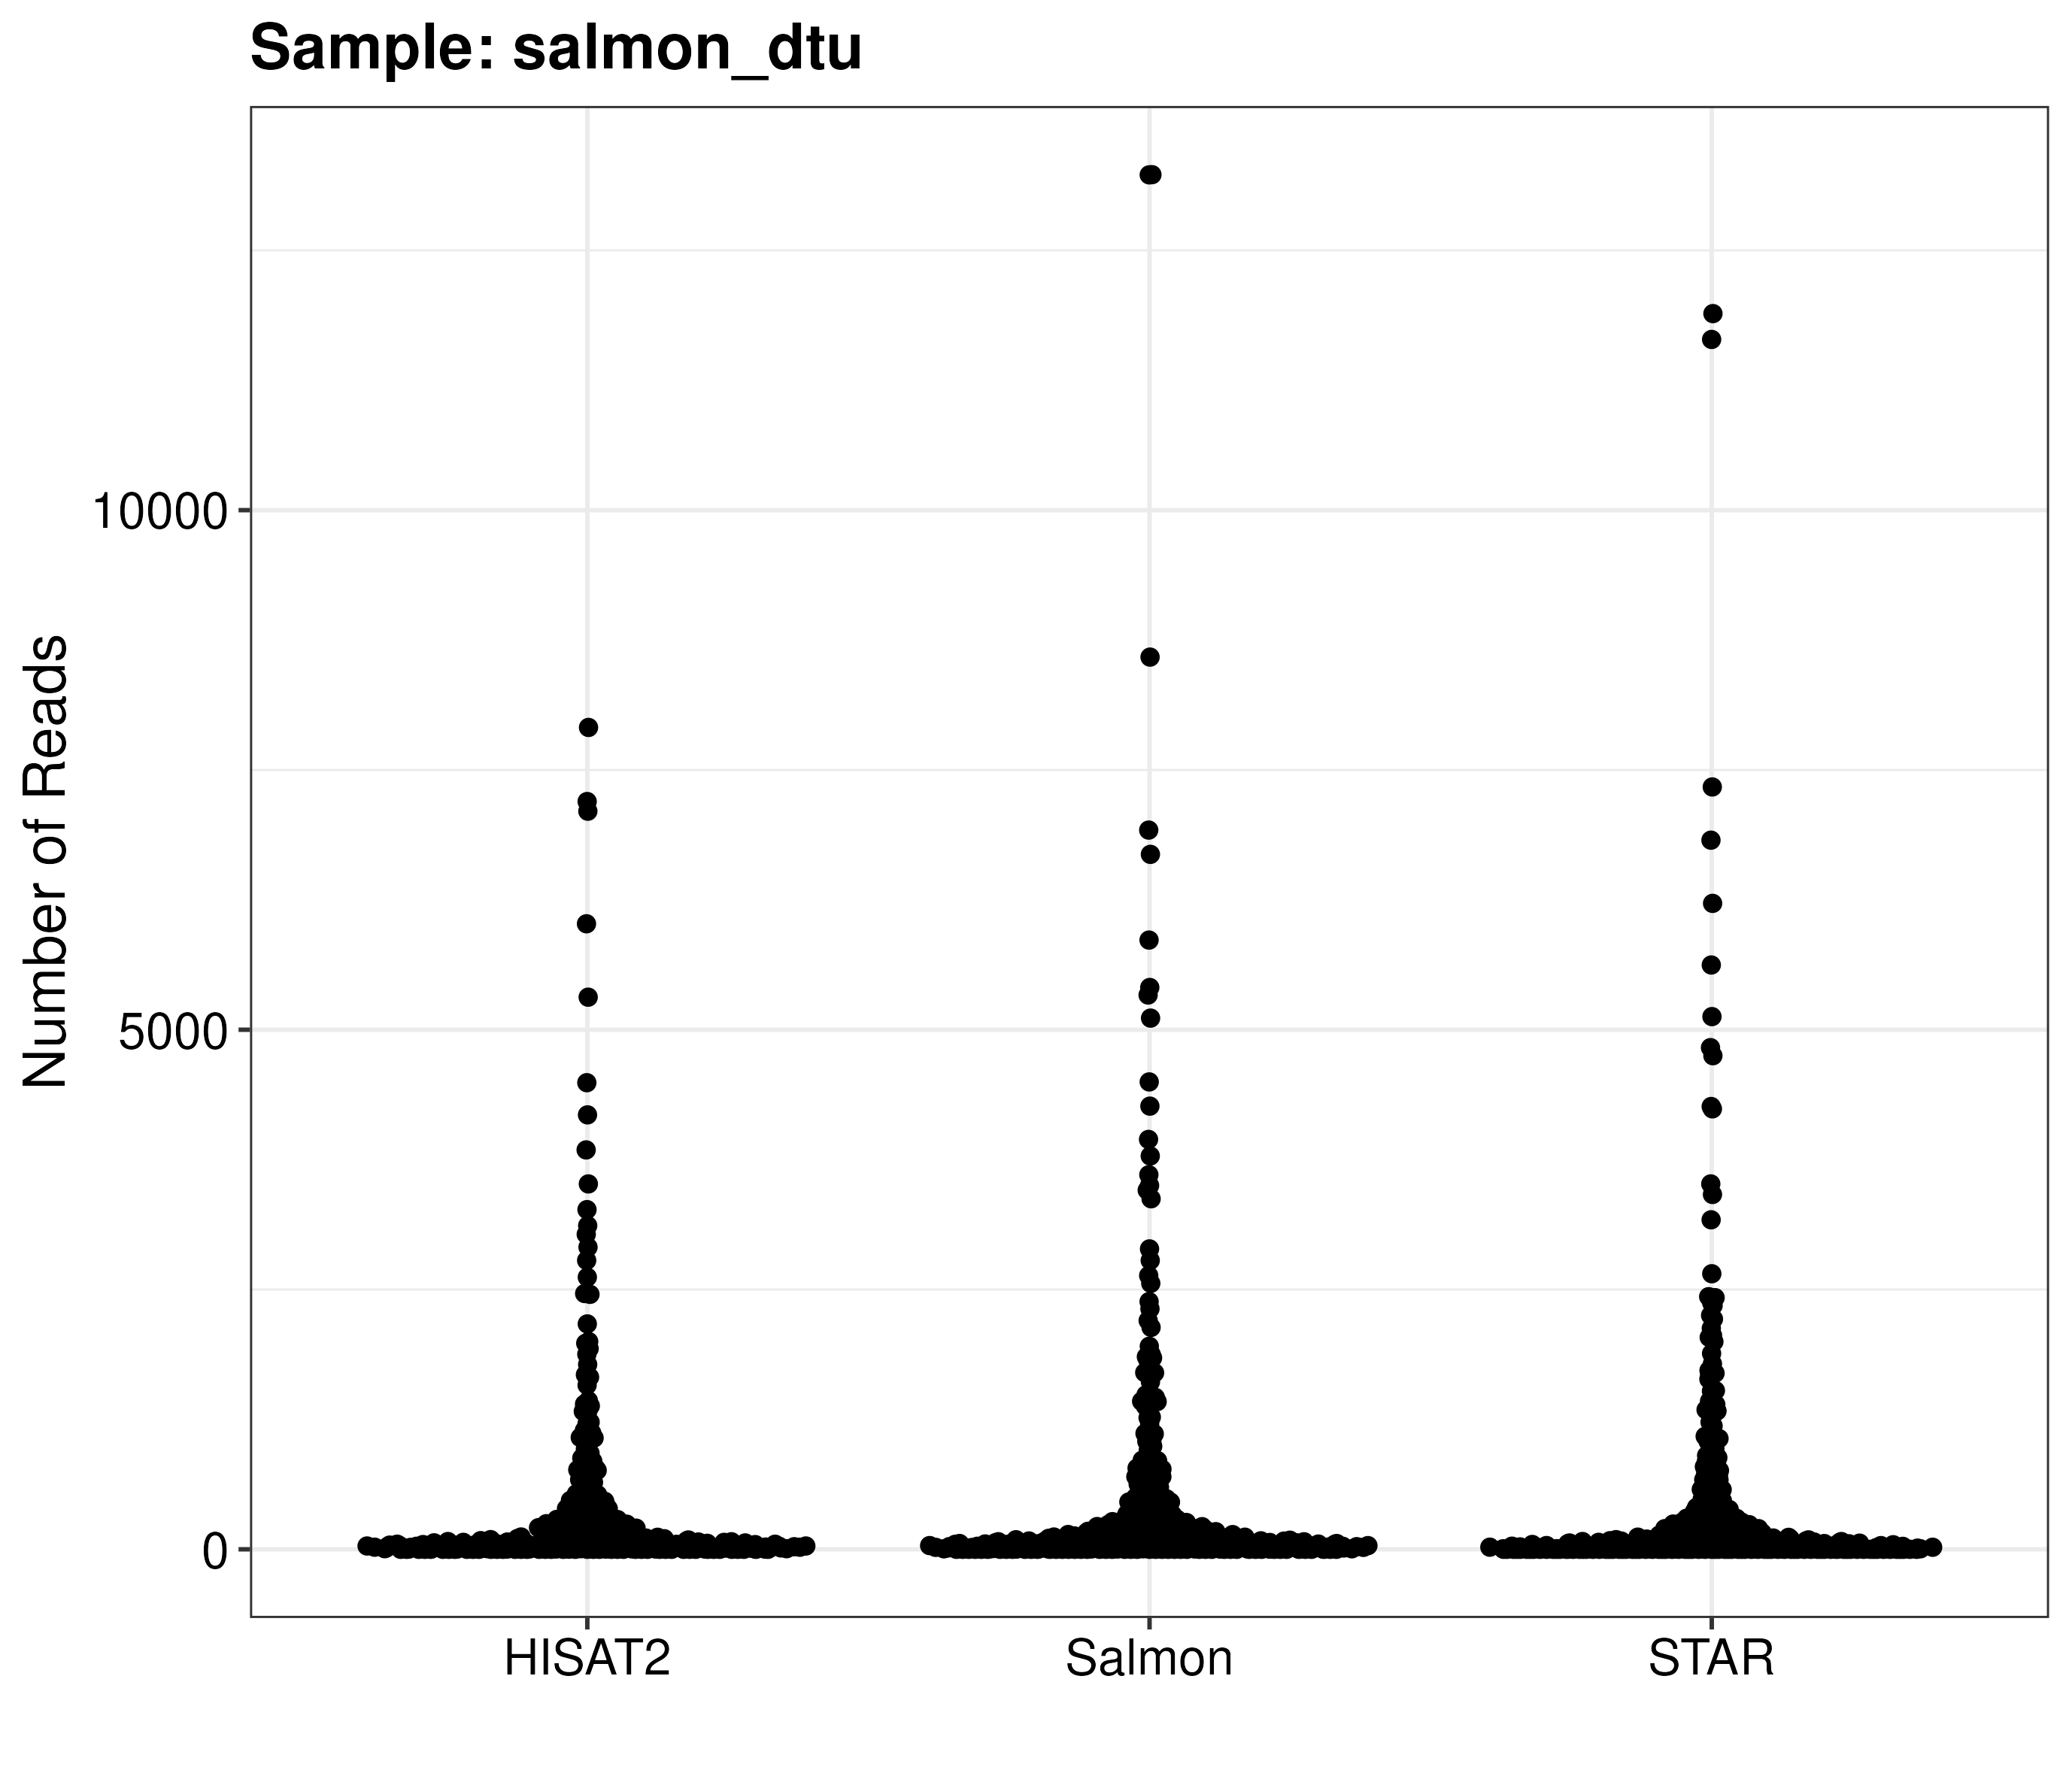 Sample: salmon_dtu
Number of Reads
10000
5000
0
HISAT2
Salmon
STAR